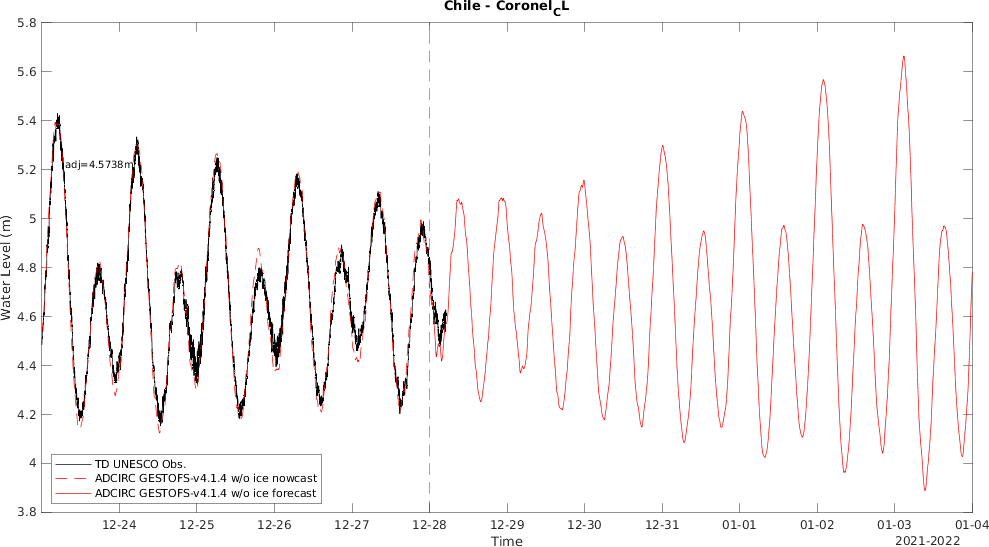 Chile - Coronel_CL
5.8
5.6
5.4
5.2
5
4.8
4.6
4.4
4.2
4
3.8
Water Level (m)
adj=4.5738m
TD UNESCO Obs.
ADCIRC GESTOFS-v4.1.4 w/o ice nowcast
ADCIRC GESTOFS-v4.1.4 w/o ice forecast
12-24 12-25 12-26 12-27 12-28 12-29 12-30 12-31 01-01 01-02 01-03 01-04
Time
2021-2022